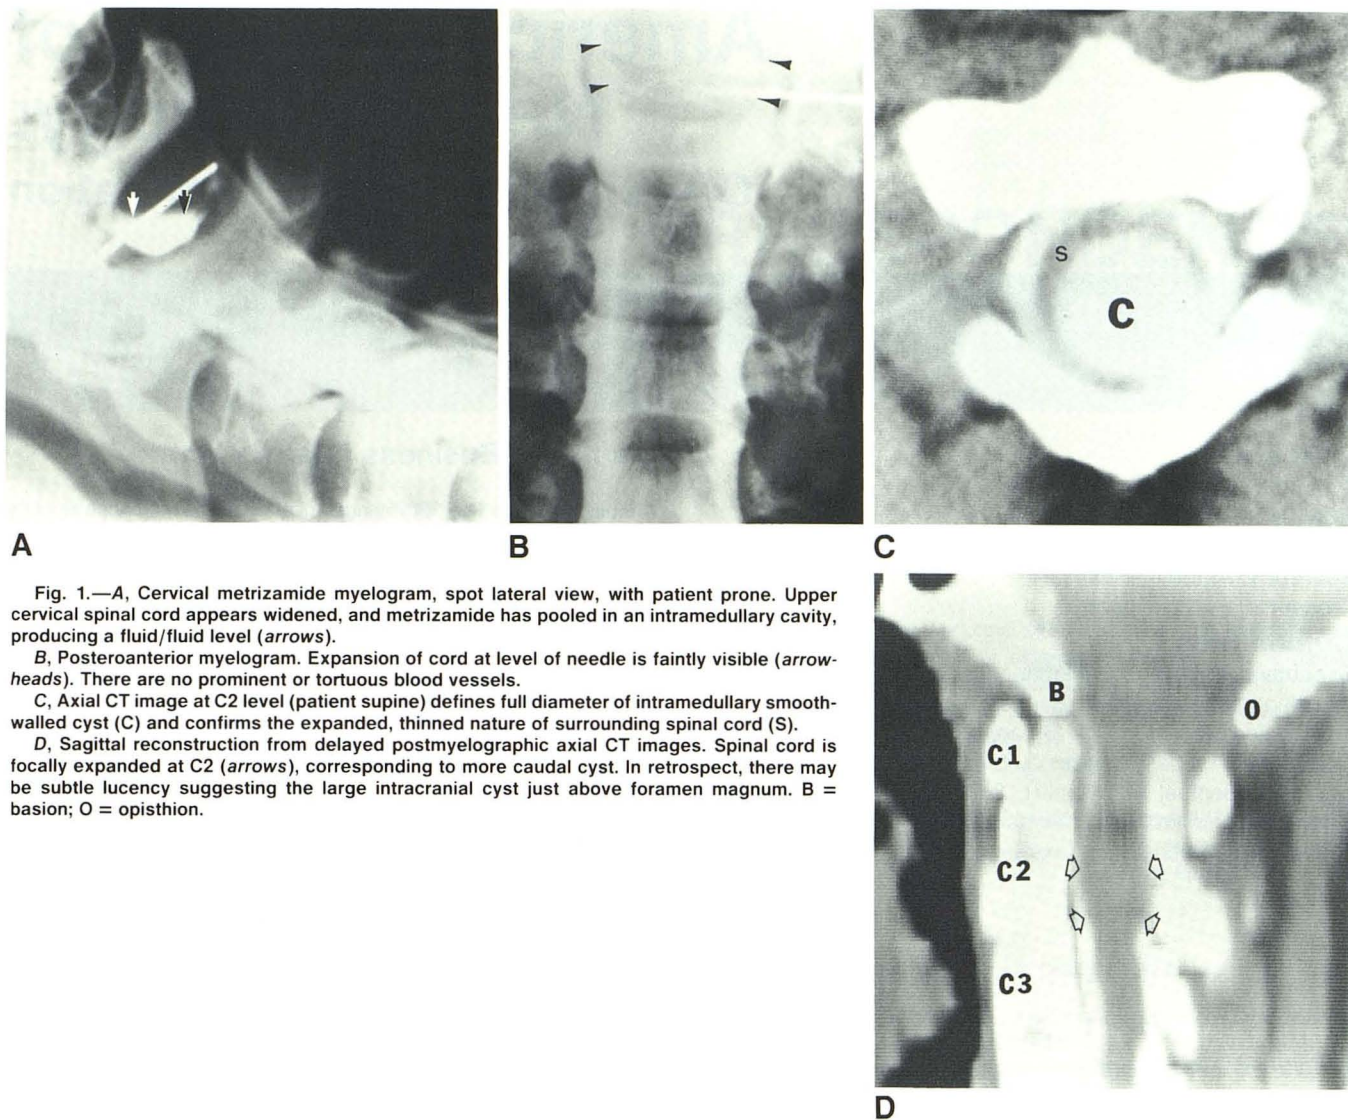 S
C
A
B
C
Fig. 1.—A, Cervical metrizamide myelogram, spot lateral view, with patient prone. Upper
cervical spinal cord appears widened, and metrizamide has pooled in an intramedullary cavity,
producing a fluid/fluid level (arrows).
B, Posteroanterior myelogram. Expansion of cord at level of needle is faintly visible (arrow-
heads). There are no prominent or tortuous blood vessels.
C, Axial CT image at C2 level (patient supine) defines full diameter of intramedullary smooth-
walled cyst (C) and confirms the expanded, thinned nature of surrounding spinal cord (S).
D, Sagittal reconstruction from delayed postmyelographic axial CT images. Spinal cord is
focally expanded at C2 (arrows), corresponding to more caudal cyst. In retrospect, there may
be subtle lucency suggesting the large intracranial cyst just above foramen magnum. B =
basion; O = opisthion.
B
O
C1
C2
C3
D